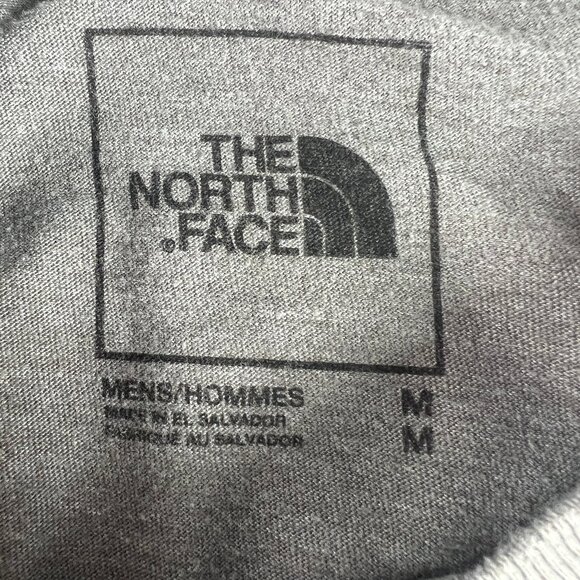 THE
NORTH
®FACE
MENS/HOMMES M
MADE IN EL SALVADOR
FABRIQUÉ AU SALVADOR M